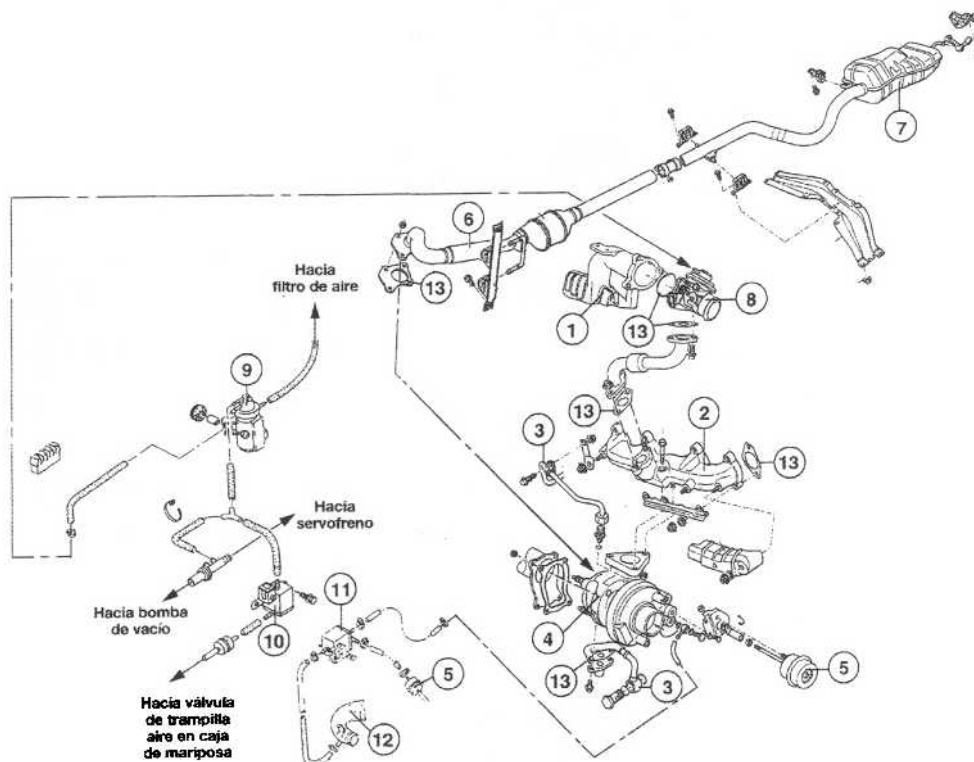 7
6
Hacia
filtro de aire
13
8
1
13
9
13
3
2
13
Hacia
servofreno
Hacia bomba
de vacío
11
10
4
5
13
3
5
Hacia válvula
de trampilla
aire en caja
de mariposa
12